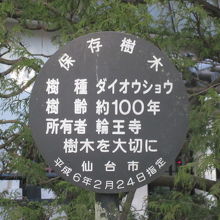 保存樹木
樹種 ダイオウショウ
樹齢 約100年
所有者 輪王寺
樹木を大切に
仙台市
平成6年2月24日指定